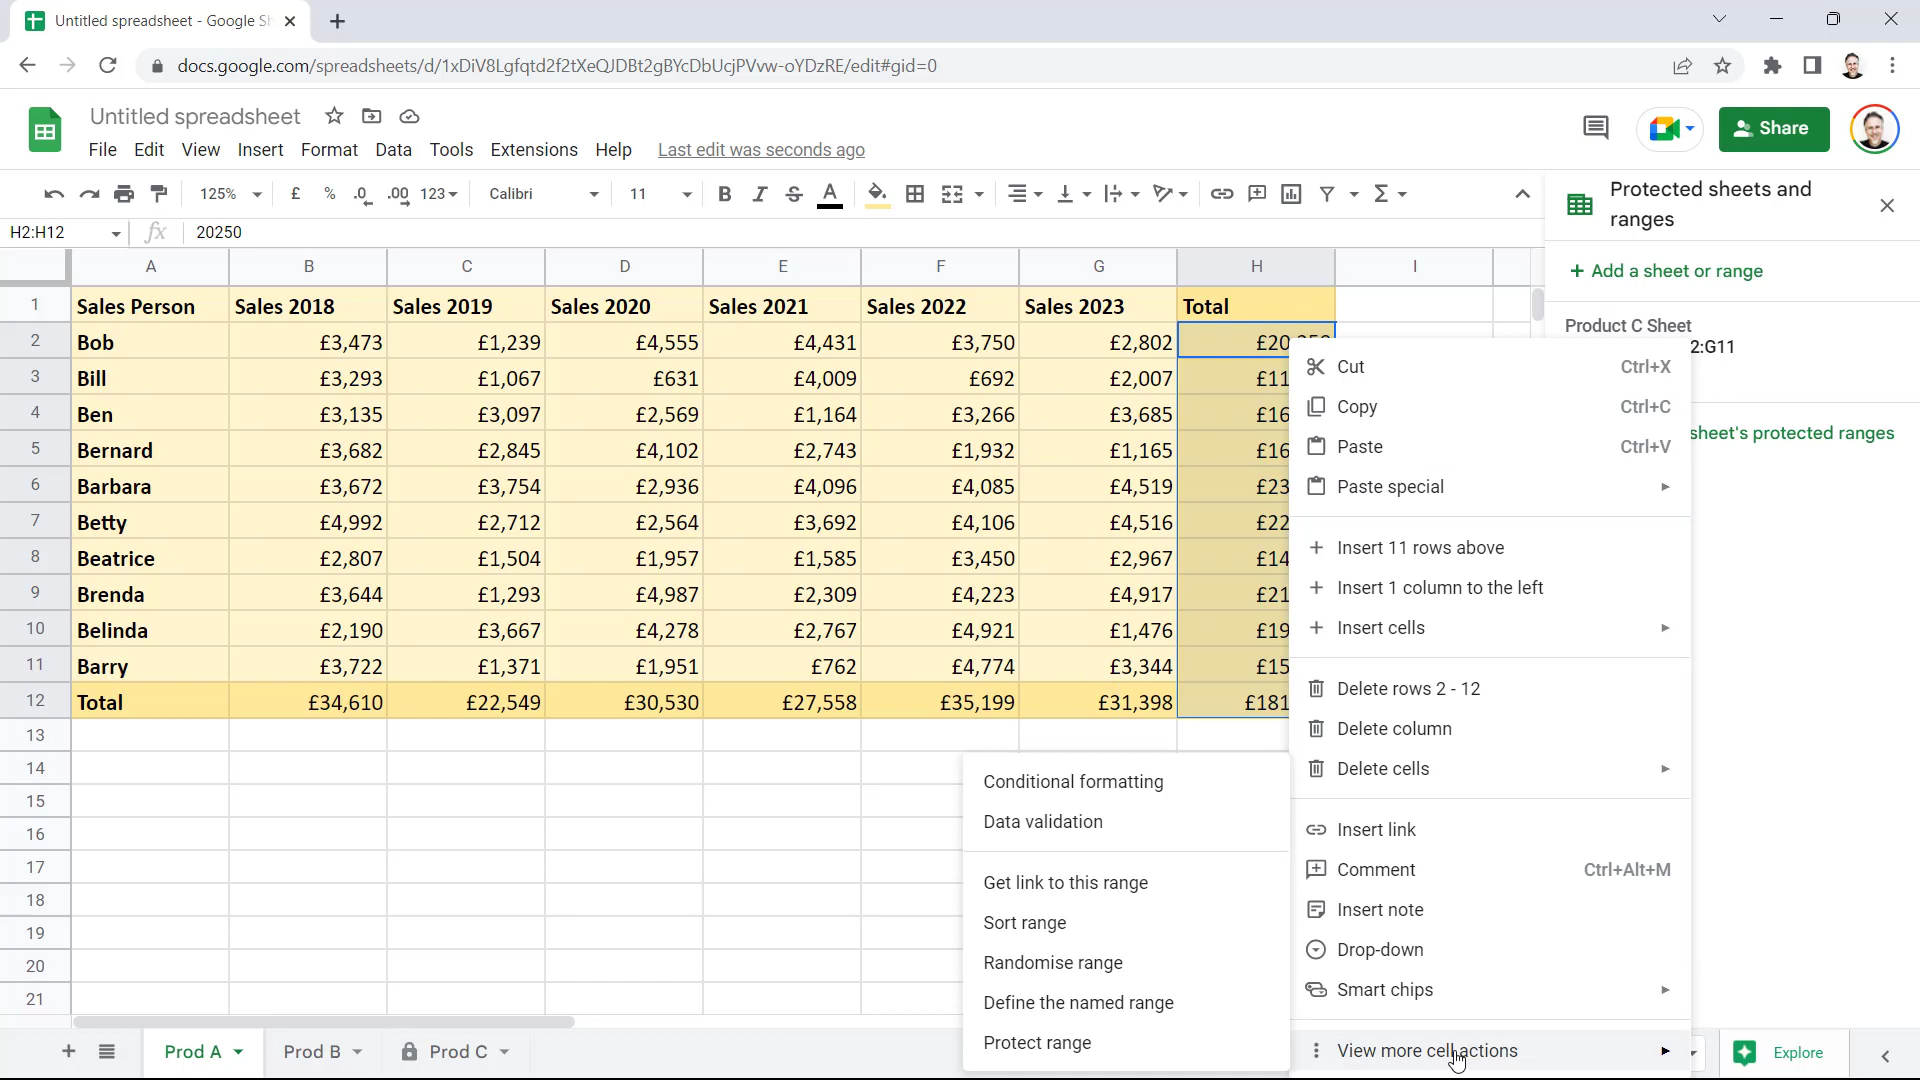 Untitled spreadsheet - Google Sh
docs.google.com/spreadsheets/d/1xDiV8Lgfqtd2f2tXeQJDBt2gBYcDbUcjPVvw-oYDzRE/edit#gid=0
Untitled spreadsheet
File Edit View Insert Format Data Tools Extensions Help Last edit was seconds ago
Share
125% £ % .0 .00 123 Calibri 11 B I S A Σ
H2:H12 fx 20250
Protected sheets and
ranges
+ Add a sheet or range
Product C Sheet
2:G11
sheet's protected ranges
A B C D E F G H I
1 Sales Person Sales 2018 Sales 2019 Sales 2020 Sales 2021 Sales 2022 Sales 2023 Total
2 Bob £3,473 £1,239 £4,555 £4,431 £3,750 £2,802 £20,250
3 Bill £3,293 £1,067 £631 £4,009 £692 £2,007 £11
4 Ben £3,135 £3,097 £2,569 £1,164 £3,266 £3,685 £16
5 Bernard £3,682 £2,845 £4,102 £2,743 £1,932 £1,165 £16
6 Barbara £3,672 £3,754 £2,936 £4,096 £4,085 £4,519 £23
7 Betty £4,992 £2,712 £2,564 £3,692 £4,106 £4,516 £22
8 Beatrice £2,807 £1,504 £1,957 £1,585 £3,450 £2,967 £14
9 Brenda £3,644 £1,293 £4,987 £2,309 £4,223 £4,917 £21
10 Belinda £2,190 £3,667 £4,278 £2,767 £4,921 £1,476 £19
11 Barry £3,722 £1,371 £1,951 £762 £4,774 £3,344 £15
12 Total £34,610 £22,549 £30,530 £27,558 £35,199 £31,398 £181
13
14
15
16
17
18
19
20
21
Cut Ctrl+X
Copy Ctrl+C
Paste Ctrl+V
Paste special
Insert 11 rows above
Insert 1 column to the left
Insert cells
Delete rows 2 - 12
Delete column
Delete cells
Insert link
Comment Ctrl+Alt+M
Insert note
Drop-down
Smart chips
View more cell actions
Conditional formatting
Data validation
Get link to this range
Sort range
Randomise range
Define the named range
Protect range
Prod A Prod B Prod C
Explore